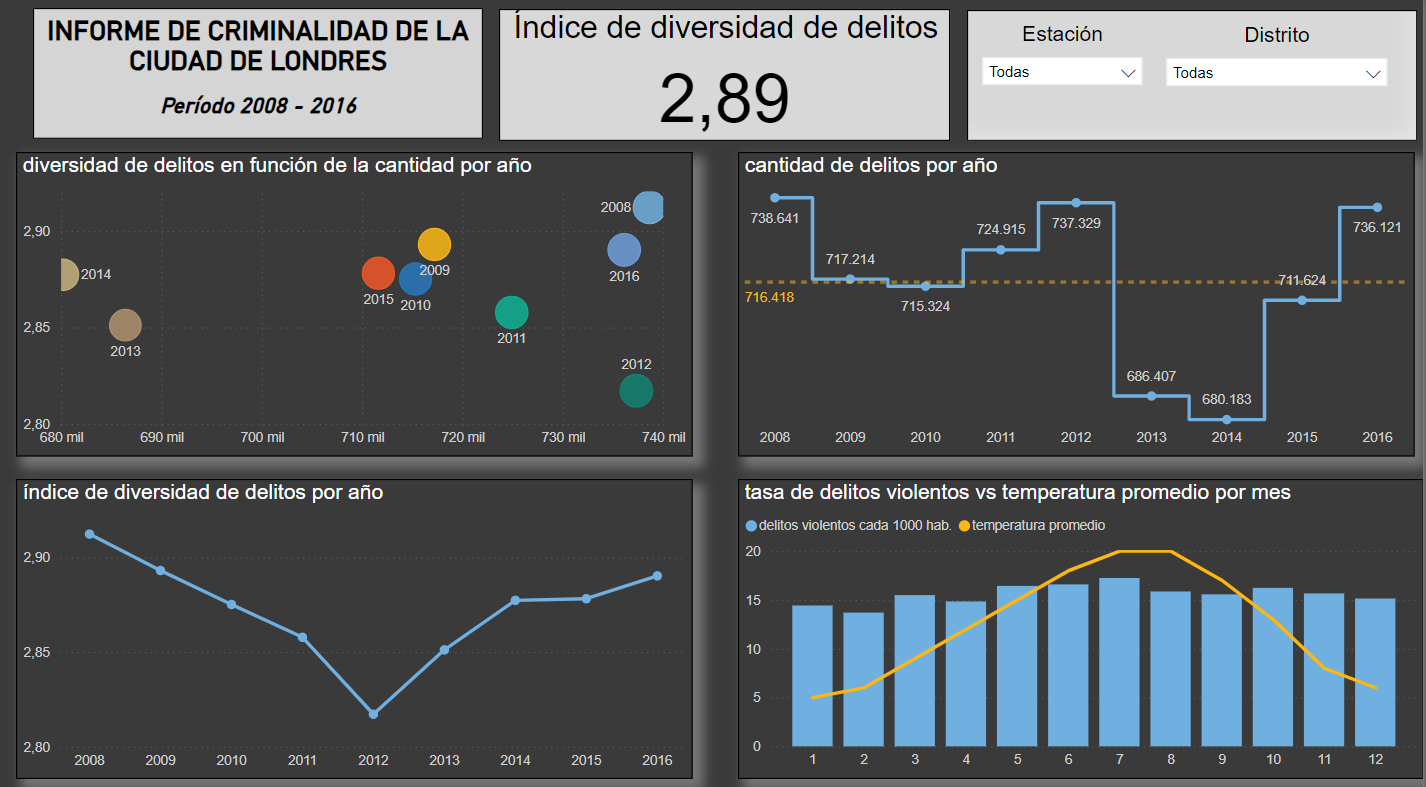 INFORME DE CRIMINALIDAD DE LA
CIUDAD DE LONDRES
Período 2008 - 2016
Índice de diversidad de delitos
2,89
Estación
Distrito
Todas
Todas
diversidad de delitos en función de la cantidad por año
2,90
2,85
2,80
2008
2016
2014
2009
2015
2010
2013
2011
2012
680 mil
690 mil
700 mil
710 mil
720 mil
730 mil
740 mil
cantidad de delitos por año
738.641
717.214
715.324
724.915
737.329
686.407
680.183
711.624
736.121
716.418
2008
2009
2010
2011
2012
2013
2014
2015
2016
índice de diversidad de delitos por año
2,90
2,85
2,80
2008
2009
2010
2011
2012
2013
2014
2015
2016
tasa de delitos violentos vs temperatura promedio por mes
delitos violentos cada 1000 hab.
temperatura promedio
20
15
10
5
0
1
2
3
4
5
6
7
8
9
10
11
12